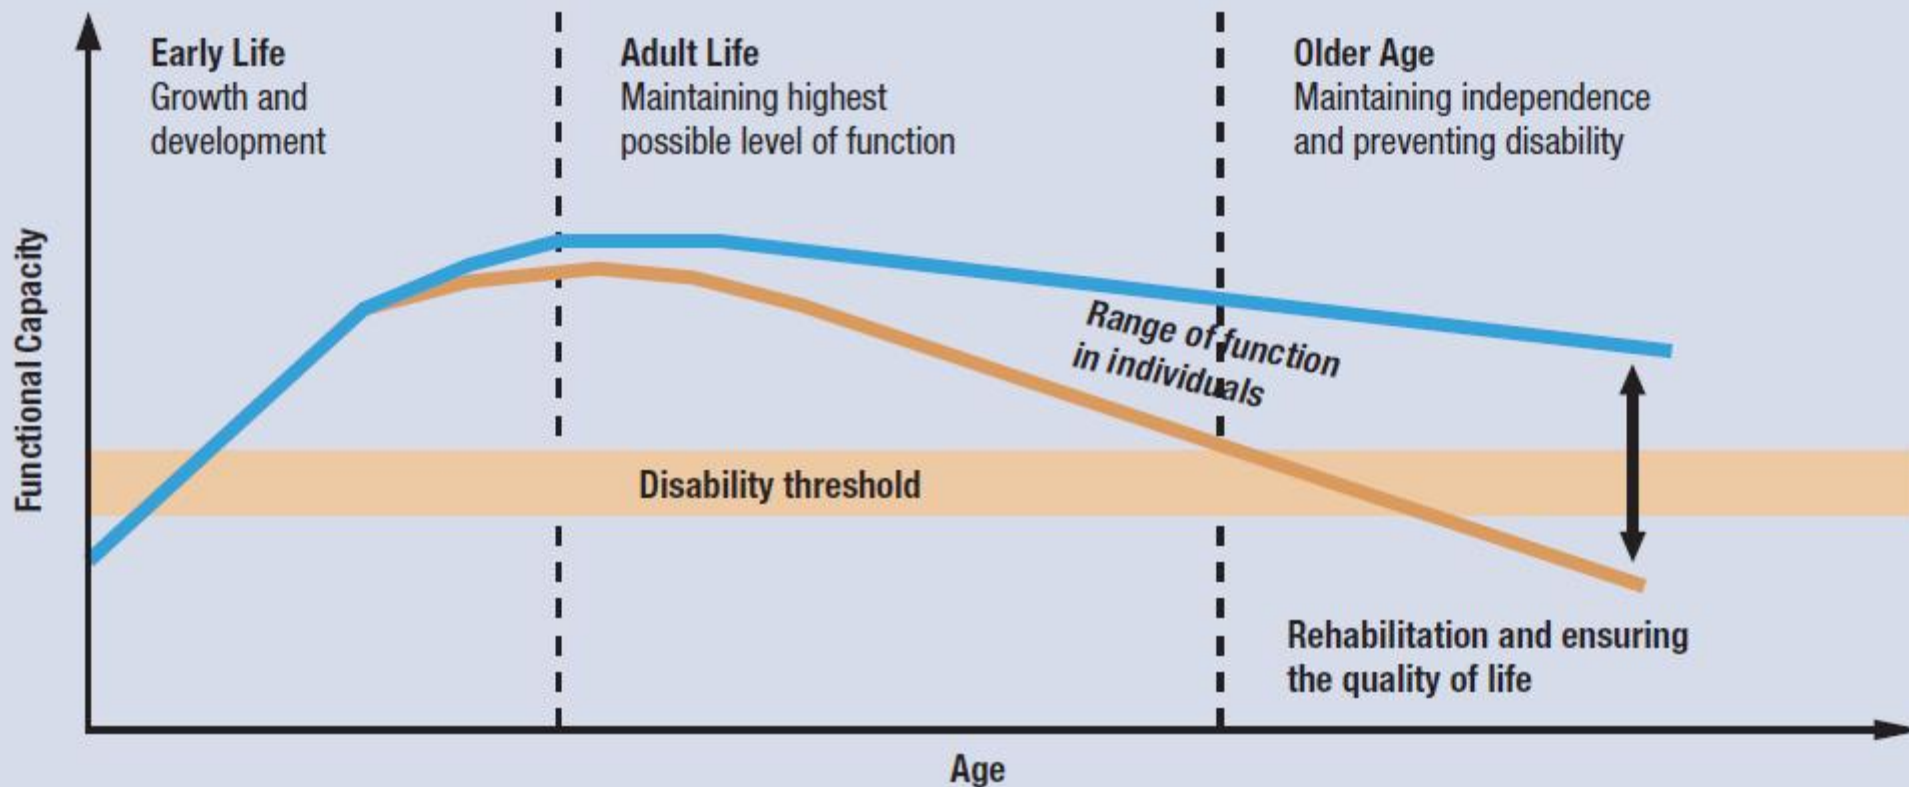 Early Life
Growth and
development
Adult Life
Maintaining highest
possible level of function
Older Age
Maintaining independence
and preventing disability
Functional Capacity
Range of function
in individuals
Disability threshold
Rehabilitation and ensuring
the quality of life
Age